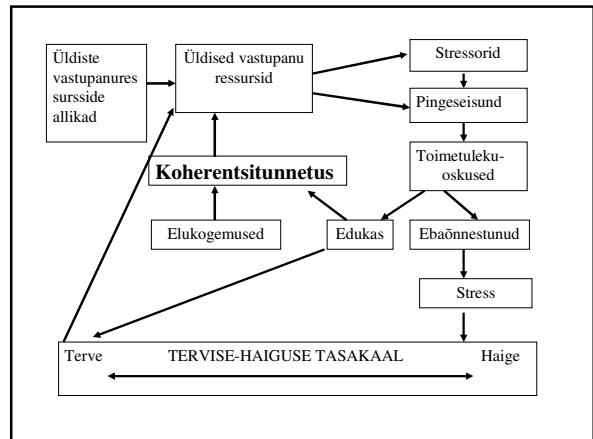 Üldiste
vastupanures
sursside
allikad
Üldised vastupanu
ressursid
Stressorid
Pingeseisund
Toimetuleku-
oskused
Koherentsitunnetus
Elukogemused
Edukas
Ebaõnnestunud
Stress
Terve TERVISE-HAIGUSE TASAKAAL Haige